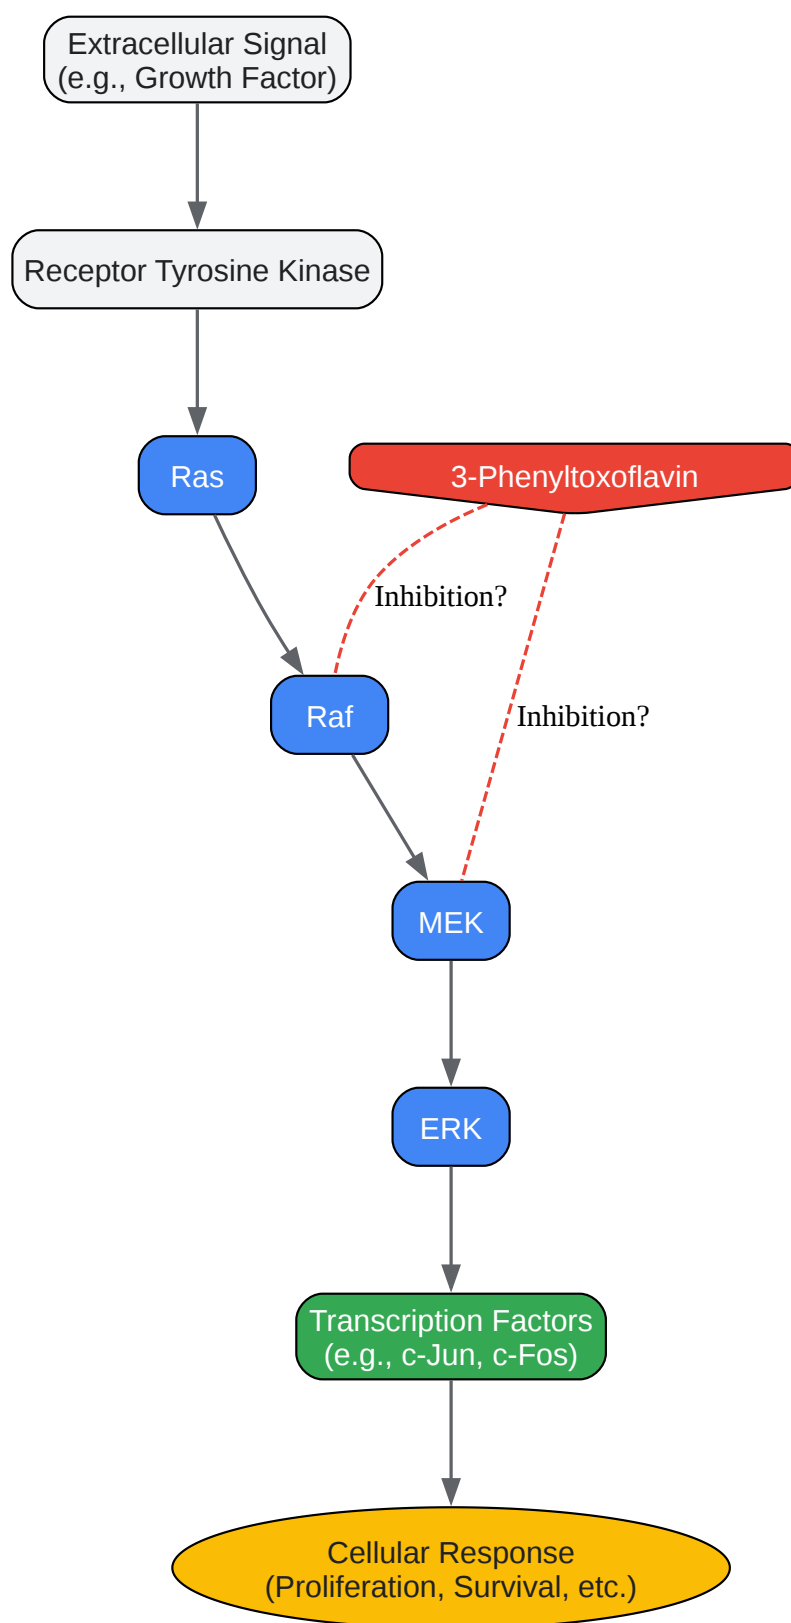 Extracellular Signal
(e.g., Growth Factor)
Receptor Tyrosine Kinase
Ras
3-Phenyltoxoflavin
Inhibition?
Raf
Inhibition?
MEK
ERK
Transcription Factors
(e.g., c-Jun, c-Fos)
Cellular Response
(Proliferation, Survival, etc.)